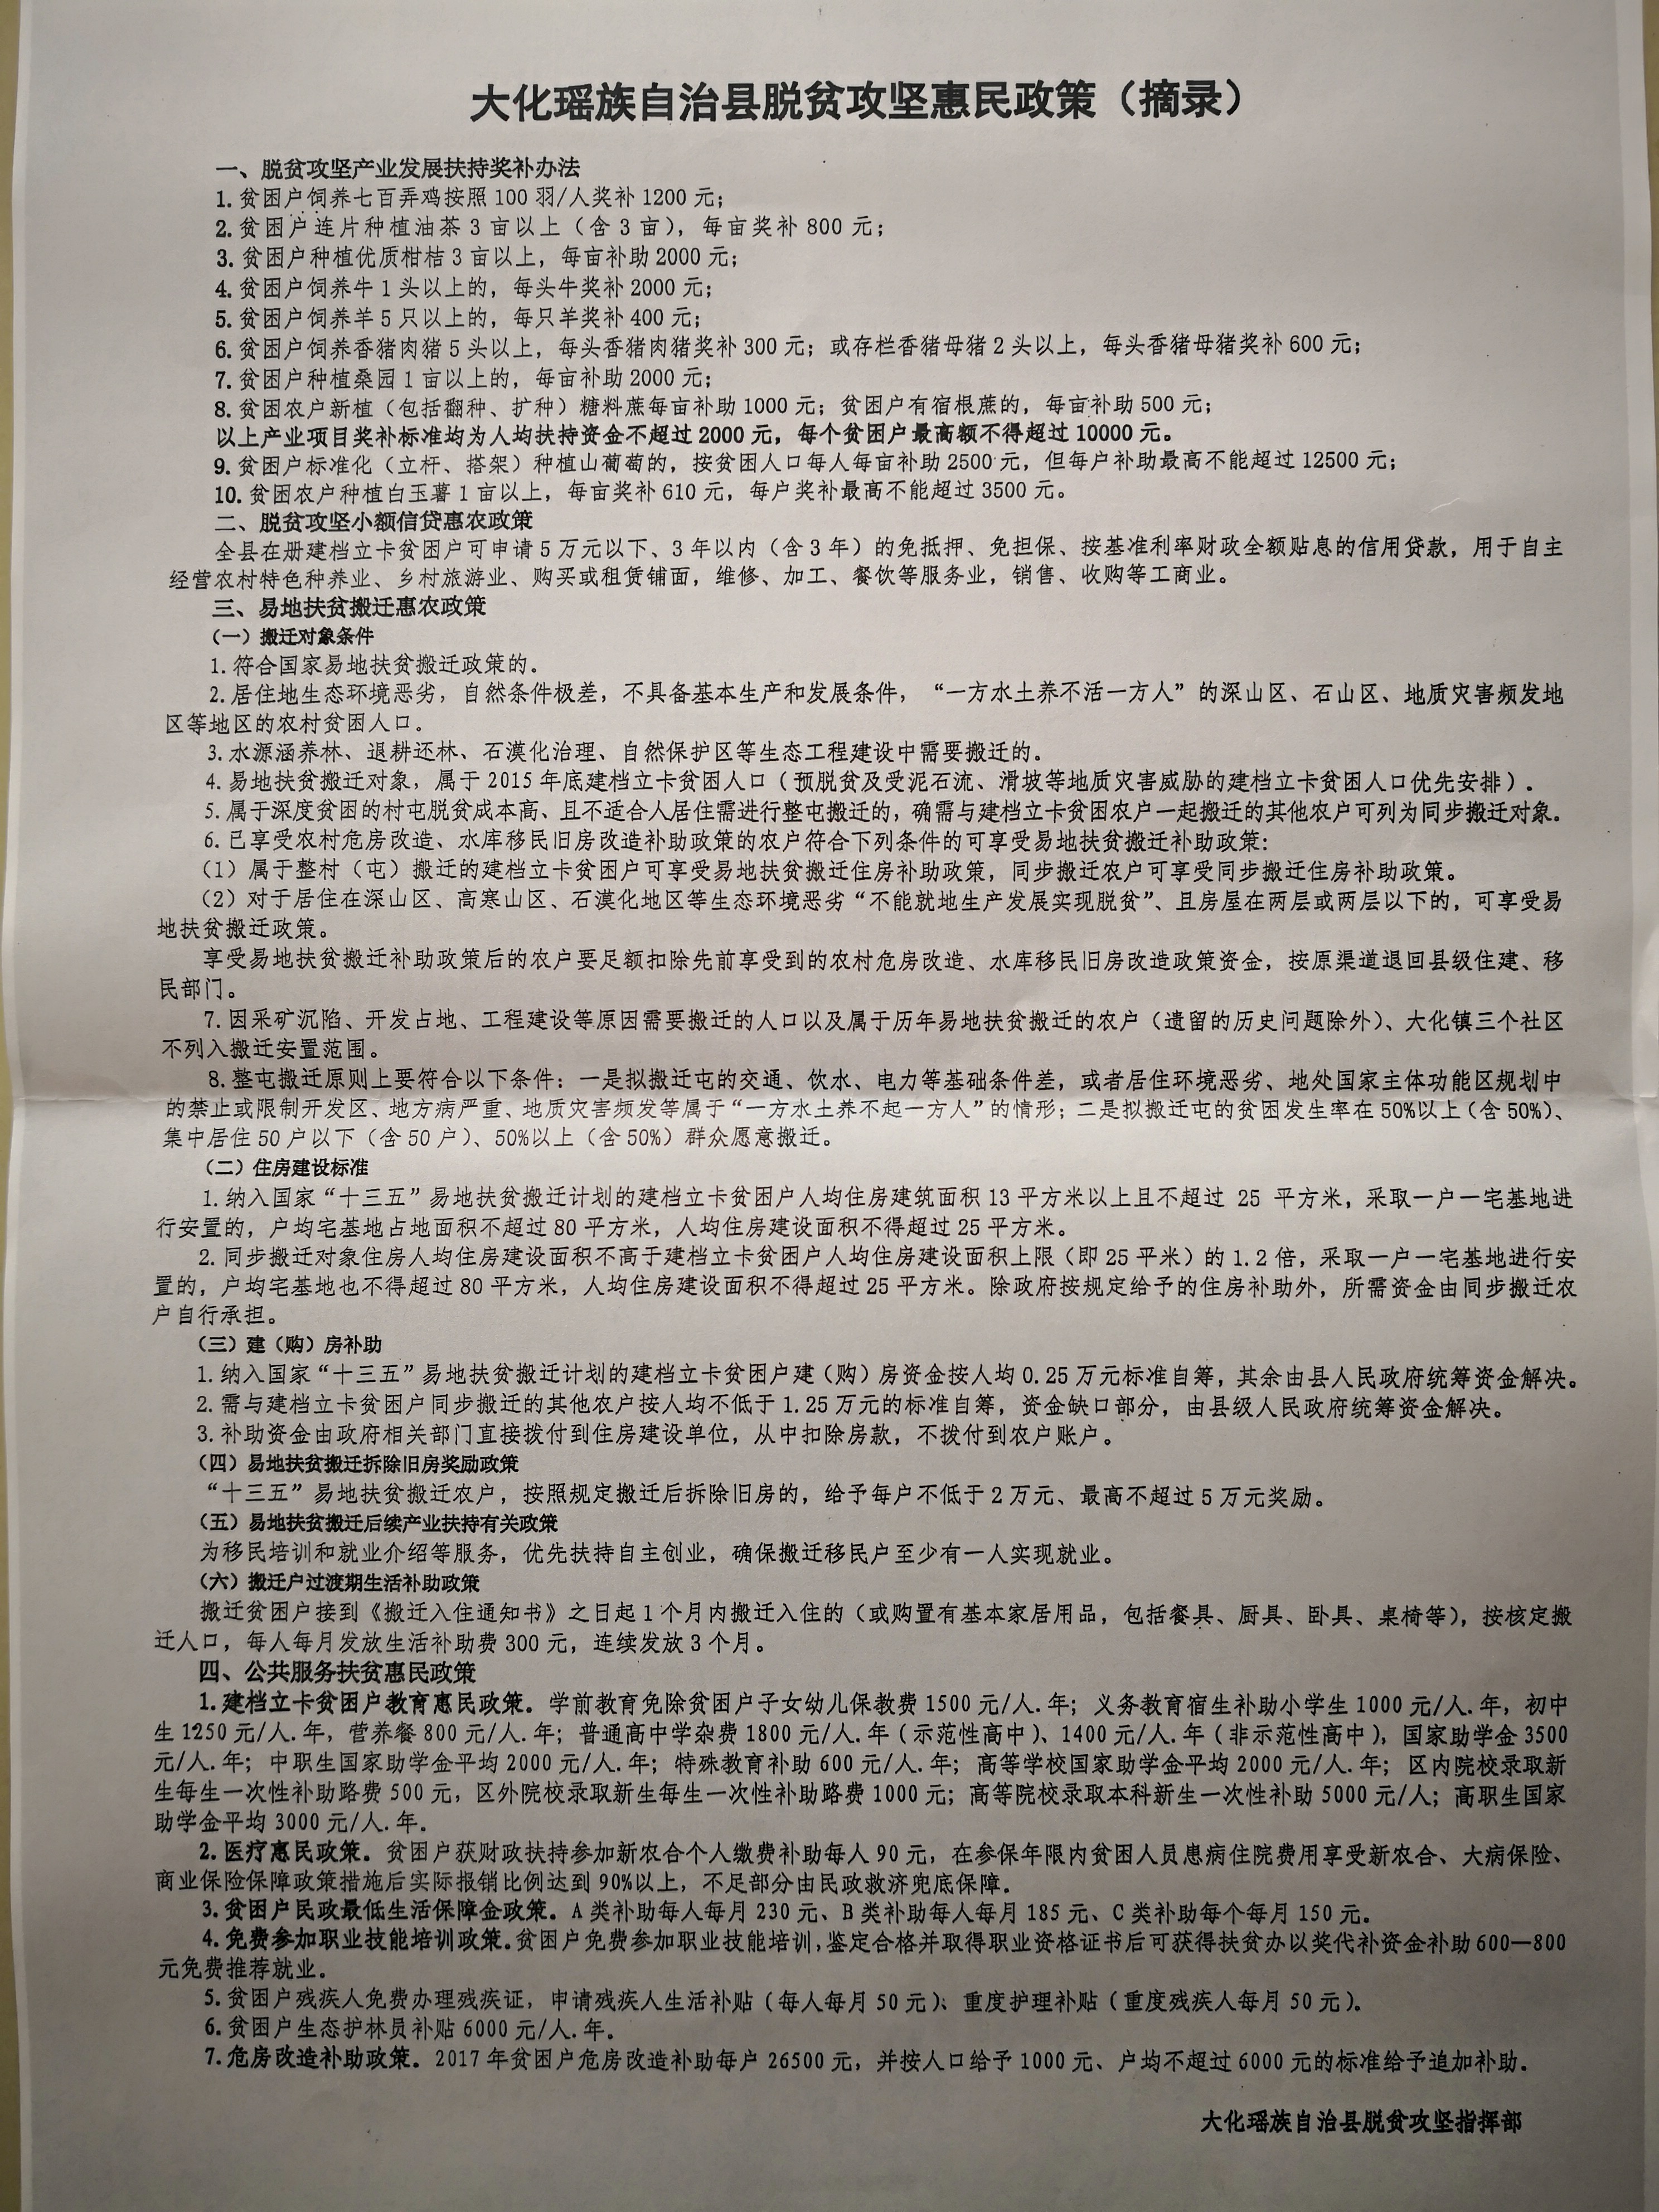 大化瑶族自治县脱贫攻坚惠民政策（摘录）
一、脱贫攻坚产业发展扶持奖补办法
1.贫困户饲养七百弄鸡按照100羽/人奖补1200元；
2.贫困户连片种植油茶3亩以上（含3亩），每亩奖补800元；
3.贫困户种植优质柑桔3亩以上，每亩补助2000元；
4.贫困户饲养牛1头以上的，每头牛奖补2000元；
5.贫困户饲养羊5只以上的，每只羊奖补400元；
6.贫困户饲养香猪肉猪5头以上，每头香猪肉猪奖补300元；或存栏香猪母猪2头以上，每头香猪母猪奖补600元；
7.贫困户种植桑园1亩以上的，每亩补助2000元；
8.贫困农户新植（包括翻种、扩种）糖料蔗每亩补助1000元；贫困户有宿根蔗的，每亩补助500元；
以上产业项目奖补标准均为人均扶持资金不超过2000元，每个贫困户最高额不得超过10000元。
9.贫困户标准化（立杆、搭架）种植山葡萄的，按贫困人口每人每亩补助2500元，但每户补助最高不能超过12500元；
10.贫困农户种植白玉薯1亩以上，每亩奖补610元，每户奖补最高不能超过3500元。
二、脱贫攻坚小额信贷惠农政策
全县在册建档立卡贫困户可申请5万元以下、3年以内（含3年）的免抵押、免担保、按基准利率财政全额贴息的信用贷款，用于自主
经营农村特色种养业、乡村旅游业、购买或租赁铺面，维修、加工、餐饮等服务业，销售、收购等工商业。
三、易地扶贫搬迁惠农政策
（一）搬迁对象条件
1.符合国家易地扶贫搬迁政策的。
2.居住地生态环境恶劣，自然条件极差，不具备基本生产和发展条件，“一方水土养不活一方人”的深山区、石山区、地质灾害频发地
区等地区的农村贫困人口。
3.水源涵养林、退耕还林、石漠化治理、自然保护区等生态工程建设中需要搬迁的。
4.易地扶贫搬迁对象，属于2015年底建档立卡贫困人口（预脱贫及受泥石流、滑坡等地质灾害威胁的建档立卡贫困人口优先安排）.
5.属于深度贫困的村屯脱贫成本高、且不适合人居住需进行整屯搬迁的，确需与建档立卡贫困农户一起搬迁的其他农户可列为同步搬迁对象。
6.已享受农村危房改造、水库移民旧房改造补助政策的农户符合下列条件的可享受易地扶贫搬迁补助政策：
（1）属于整村（屯）搬迁的建档立卡贫困户可享受易地扶贫搬迁住房补助政策，同步搬迁农户可享受同步搬迁住房补助政策。
（2）对于居住在深山区、高寒山区、石漠化地区等生态环境恶劣“不能就地生产发展实现脱贫”、且房屋在两层或两层以下的，可享受易
地扶贫搬迁政策。
享受易地扶贫搬迁补助政策后的农户要足额扣除先前享受到的农村危房改造、水库移民旧房改造政策资金，按原渠道退回县级住建、移
民部门。
7.因采矿沉陷、开发占地、工程建设等原因需要搬迁的人口以及属于历年易地扶贫搬迁的农户（遗留的历史问题除外）、大化镇三个社区
不列入搬迁安置范围。
8.整屯搬迁原则上要符合以下条件：一是拟搬迁屯的交通、饮水、电力等基础条件差，或者居住环境恶劣、地处国家主体功能区规划中
的禁止或限制开发区、地方病严重、地质灾害频发等属于“一方水土养不起一方人”的情形；二是拟搬迁屯的贫困发生率在50%以上（含50%）、
集中居住50户以下（含50户）、50%以上（含50%）群众愿意搬迁。
（二）住房建设标准
1.纳入国家“十三五”易地扶贫搬迁计划的建档立卡贫困户人均住房建筑面积13平方米以上且不超过 25 平方米，采取一户一宅基地进
行安置的，户均宅基地占地面积不超过80平方米，人均住房建设面积不得超过25平方米。
2.同步搬迁对象住房人均住房建设面积不高于建档立卡贫困户人均住房建设面积上限（即25平米）的1.2倍，采取一户一宅基地进行安
置的，户均宅基地也不得超过80平方米，人均住房建设面积不得超过25平方米。除政府按规定给予的住房补助外，所需资金由同步搬迁农
户自行承担。
（三）建（购）房补助
1.纳入国家“十三五”易地扶贫搬迁计划的建档立卡贫困户建（购）房资金按人均0.25万元标准自筹，其余由县人民政府统筹资金解决。
2.需与建档立卡贫困户同步搬迁的其他农户按人均不低于1.25万元的标准自筹，资金缺口部分，由县级人民政府统筹资金解决。
3.补助资金由政府相关部门直接拨付到住房建设单位，从中扣除房款，不拨付到农户账户。
（四）易地扶贫搬迁拆除旧房奖励政策
“十三五”易地扶贫搬迁农户，按照规定搬迁后拆除旧房的，给予每户不低于2万元、最高不超过5万元奖励。
（五）易地扶贫搬迁后续产业扶持有关政策
为移民培训和就业介绍等服务，优先扶持自主创业，确保搬迁移民户至少有一人实现就业。
（六）搬迁户过渡期生活补助政策
搬迁贫困户接到《搬迁入住通知书》之日起1个月内搬迁入住的（或购置有基本家居用品，包括餐具、厨具、卧具、桌椅等），按核定搬
迁人口，每人每月发放生活补助费300元，连续发放3个月。
四、公共服务扶贫惠民政策
1.建档立卡贫困户教育惠民政策。学前教育免除贫困户子女幼儿保教费1500元/人.年；义务教育宿生补助小学生1000元/人.年，初中
生1250元/人.年，营养餐800元/人.年；普通高中学杂费1800元/人.年（示范性高中）、1400元/人.年（非示范性高中），国家助学金3500
元/人.年；中职生国家助学金平均2000元/人.年；特殊教育补助600元/人.年；高等学校国家助学金平均2000元/人.年；区内院校录取新
生每生一次性补助路费500元，区外院校录取新生每生一次性补助路费1000元；高等院校录取本科新生一次性补助5000元/人；高职生国家
助学金平均3000元/人.年。
2.医疗惠民政策。贫困户获财政扶持参加新农合个人缴费补助每人90元，在参保年限内贫困人员患病住院费用享受新农合、大病保险、
商业保险保障政策措施后实际报销比例达到90%以上，不足部分由民政救济兜底保障。
3.贫困户民政最低生活保障金政策。A类补助每人每月230元、B类补助每人每月185元、C类补助每个每月150元。
4.免费参加职业技能培训政策.贫困户免费参加职业技能培训,鉴定合格并取得职业资格证书后可获得扶贫办以奖代补资金补助600—800
元免费推荐就业。
5.贫困户残疾人免费办理残疾证，申请残疾人生活补贴（每人每月50元）；重度护理补贴（重度残疾人每月50元）.
6.贫困户生态护林员补贴6000元/人.年。
7.危房改造补助政策。2017年贫困户危房改造补助每户26500元，并按人口给予1000元、户均不超过6000元的标准给予追加补助。
大化瑶族自治县脱贫攻坚指挥部